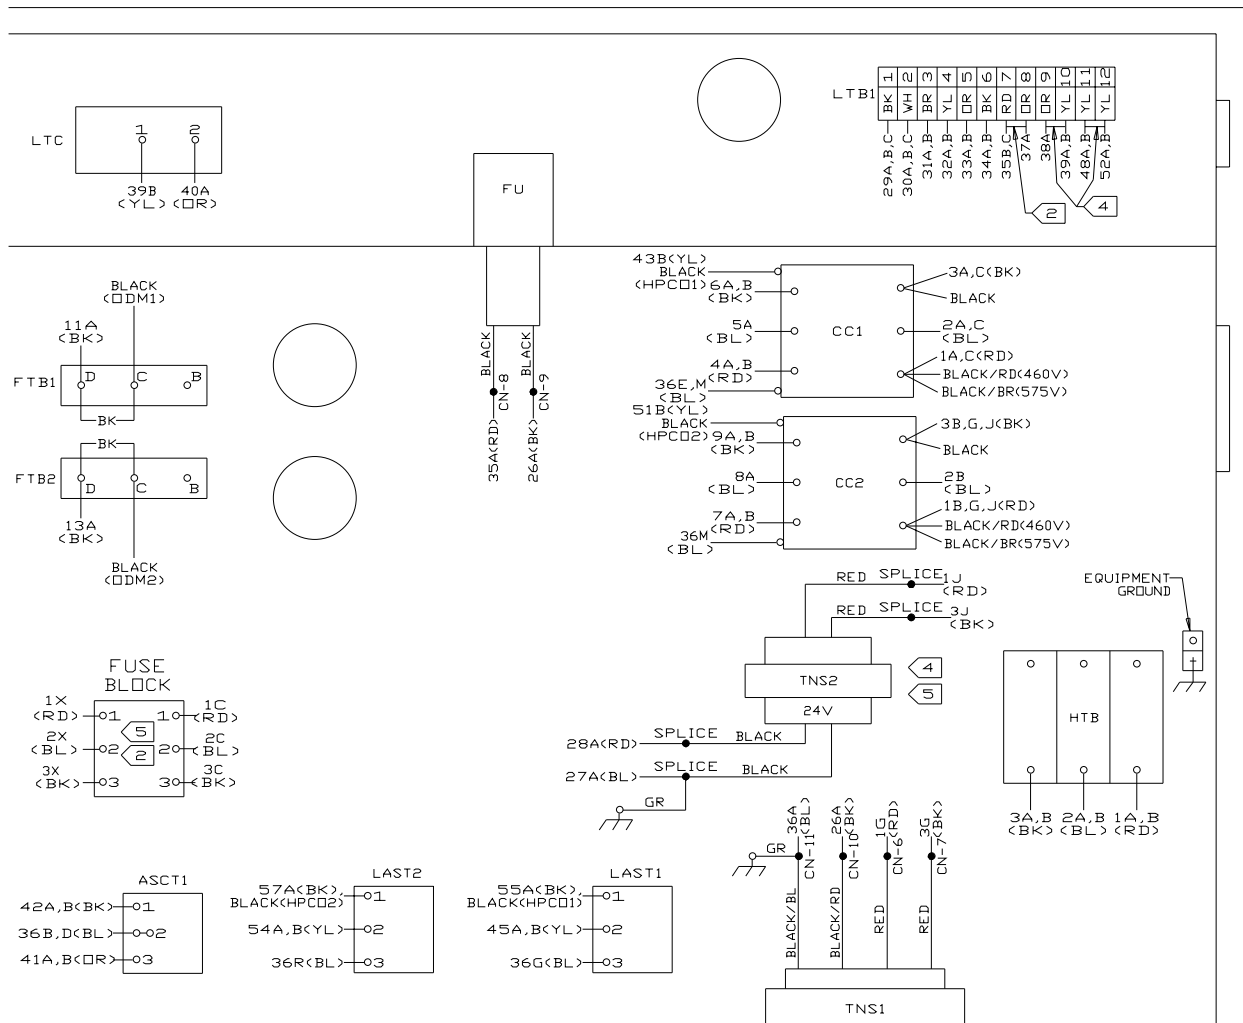 LTC
1 2
39B
(YL)
40A
(OR)
FU
LTB1
BK 1
WH 2
BR 3
YL 4
OR 5
BK 6
RD 7
OR 8
OR 9
YL 10
YL 11
YL 12
29A,B,C
30A,B,C
31A,B
32A,B
33A,B
34A,B
35B,C
37A
38A
39A,B
48A,B
52A,B
2
4
BLACK
(ODM1)
11A
(BK)
FTB1
D C B
BK
BK
FTB2
D C B
13A
(BK)
BLACK
(ODM2)
BLACK
CN-8
35A(RD)
BLACK
CN-9
26A(BK)
43B(YL)
BLACK
(HPCO1)
6A,B
(BK)
5A
(BL)
4A,B
(RD)
36E,M
(BL)
CC1
3A,C(BK)
BLACK
2A,C
(BL)
1A,C(RD)
BLACK/RD(460V)
BLACK/BR(575V)
51B(YL)
BLACK
(HPCO2)
9A,B
(BK)
8A
(BL)
7A,B
(RD)
36M
(BL)
CC2
3B,G,J(BK)
BLACK
2B
(BL)
1B,G,J(RD)
BLACK/RD(460V)
BLACK/BR(575V)
RED SPLICE 1J
(RD)
RED SPLICE 3J
(BK)
TNS2
24V
4
5
28A(RD) SPLICE BLACK
27A(BL) SPLICE BLACK
GR
EQUIPMENT
GROUND
HTB
3A,B
(BK)
2A,B
(BL)
1A,B
(RD)
FUSE
BLOCK
1X
(RD)
1 1
1C
(RD)
5
2X
(BL)
2 2
2C
(BL)
2
3X
(BK)
3 3
3C
(BK)
ASCT1
42A,B(BK) 1
36B,D(BL) 2
41A,B(OR) 3
LAST2
57A(BK),
BLACK(HPCO2) 1
54A,B(YL) 2
36R(BL) 3
LAST1
55A(BK),
BLACK(HPCO1) 1
45A,B(YL) 2
36G(BL) 3
GR
36A
(BL)
CN-11
BLACK/BL
26A
(BK)
CN-10
BLACK/RD
1G
(RD)
CN-6
RED
3G
(BK)
CN-7
RED
TNS1